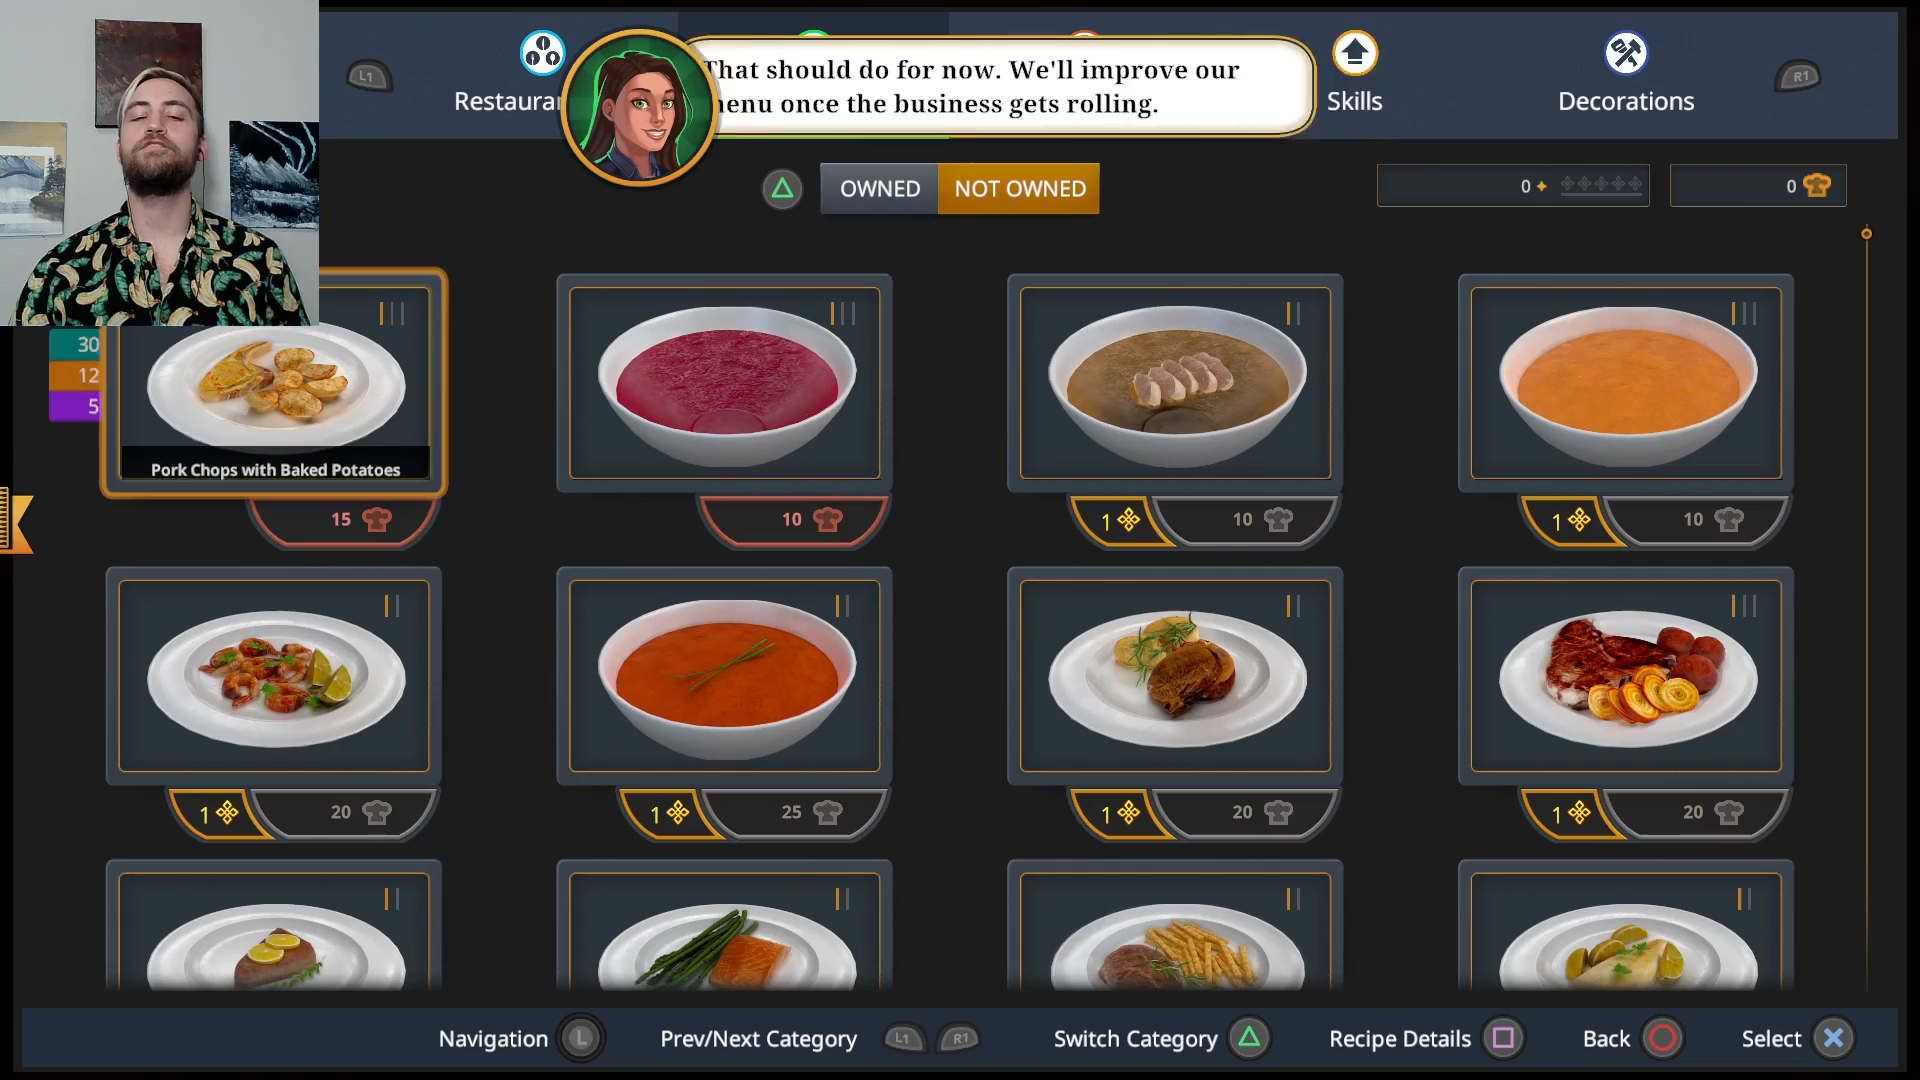 L1
Restauran
That should do for now. We'll improve our
menu once the business gets rolling.
Skills
Decorations
R1
OWNED
NOT OWNED
0
0
30
12
5
Pork Chops with Baked Potatoes
15
10
1
10
1
10
1
20
1
25
1
20
1
20
Navigation
L
Prev/Next Category
L1
R1
Switch Category
Recipe Details
Back
Select